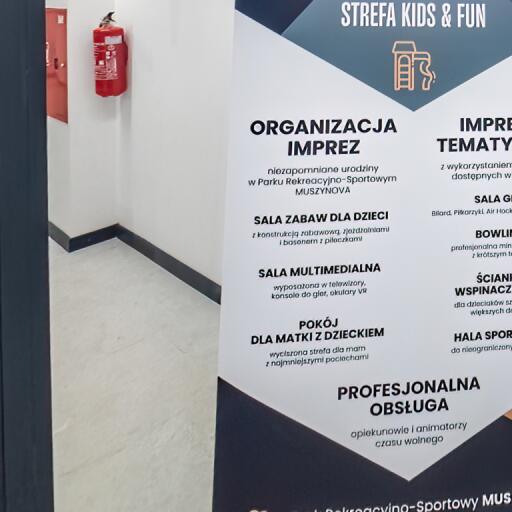 STREFA KIDS & FUN
ORGANIZACJA
IMPREZ
niezapomniane urodziny
w Parku Rekreacyjno-Sportowym
MUSZYNOVA
SALA ZABAW DLA DZIECI
z konstrukcją zabawową, zjeżdżalniami
i basenem z piłeczkami
SALA MULTIMEDIALNA
wyposażona w telewizory,
konsole do gier, okulary VR
POKÓJ
DLA MATKI Z DZIECKIEM
wyciszona strefa dla mam
z najmniejszymi pociechami
IMPRE
TEMATY
z wykorzystaniem
dostępnych w
SALA G
Bilard, Piłkarzyki, Air Hock
BOWLIN
profesjonalna min
z krótszym t
ŚCIAN
WSPINACZ
dla dzieciaków s
większych d
HALA SPOR
do nieograniczony
PROFESJONALNA
OBSŁUGA
opiekunowie i animatorzy
czasu wolnego
Rekreacyjno-Sportowy MUS